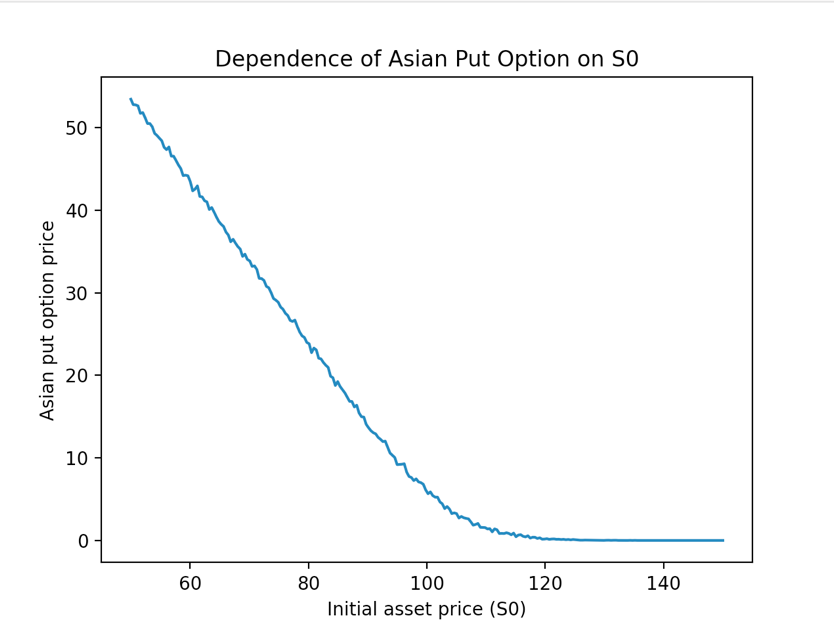 Dependence of Asian Put Option on S0
Asian put option price
50
40
30
20
10
0
60 80 100 120 140
Initial asset price (S0)